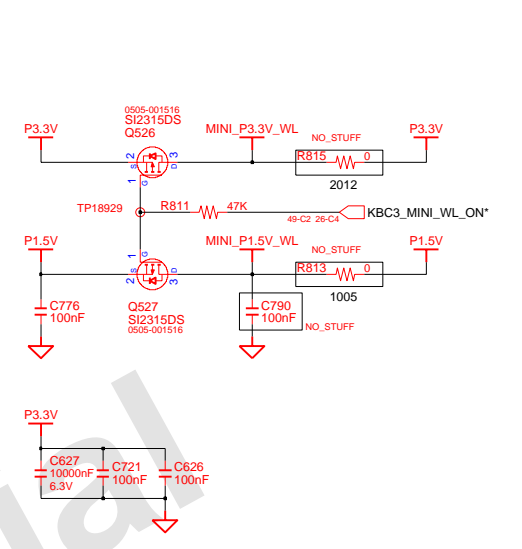 0505-001516
SI2315DS
Q526
P3.3V
MINI_P3.3V_WL
NO_STUFF
P3.3V
R815
0
2
3
S
D
2012
1
G
TP18929
R811
47K
49-C2 26-C4
KBC3_MINI_WL_ON*
P1.5V
MINI_P1.5V_WL
NO_STUFF
P1.5V
1
G
R813
0
S
D
2
3
1005
C776
100nF
Q527
SI2315DS
0505-001516
C790
100nF
NO_STUFF
P3.3V
C627
10000nF
6.3V
C721
100nF
C626
100nF
ual